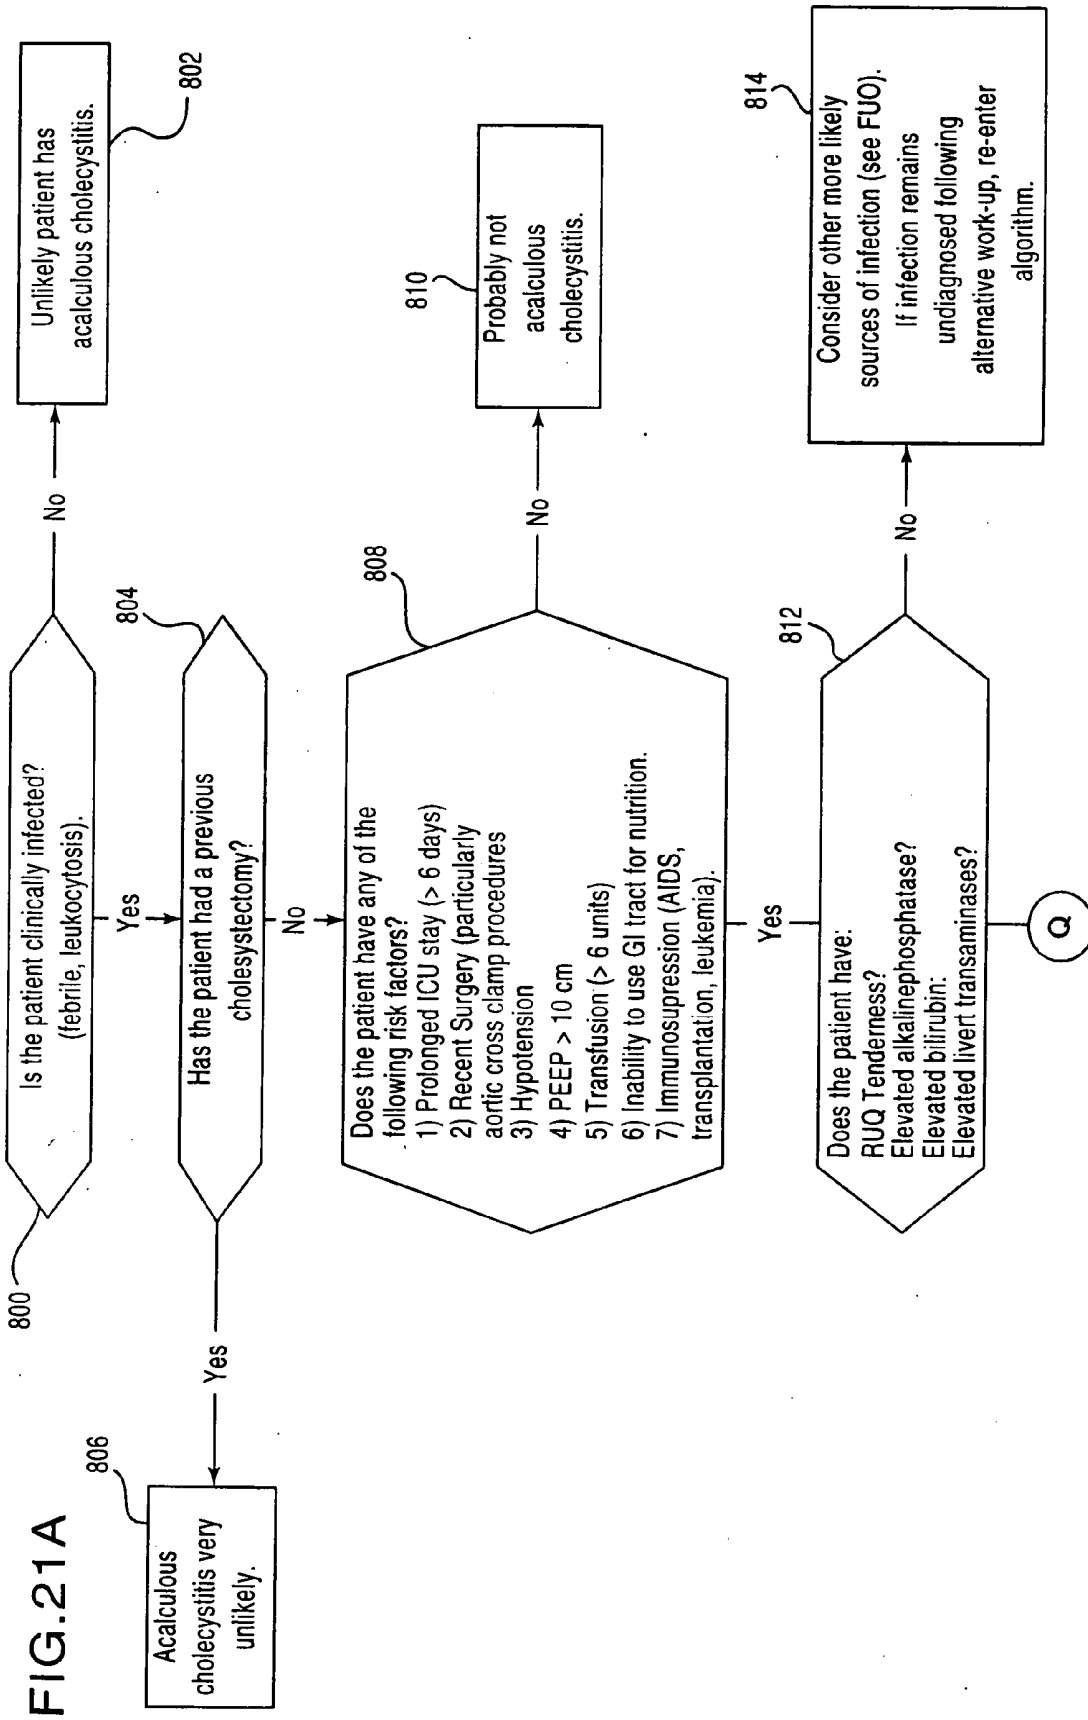 FIG.21A
800
Is the patient clinically infected?
(febrile, leukocytosis).
No
Unlikely patient has
acalculous cholecystitis.
802
Yes
804
Has the patient had a previous
cholesystectomy?
Yes
806
Acalculous
cholecystitis very
unlikely.
No
808
Does the patient have any of the
following risk factors?
1) Prolonged ICU stay (> 6 days)
2) Recent Surgery (particularly
aortic cross clamp procedures
3) Hypotension
4) PEEP > 10 cm
5) Transfusion (> 6 units)
6) Inability to use GI tract for nutrition.
7) Immunosupression (AIDS,
transplantation, leukemia).
No
810
Probably not
acalculous
cholecystitis.
Yes
812
Does the patient have:
RUQ Tenderness?
Elevated alkalinephosphatase?
Elevated bilirubin:
Elevated livert transaminases?
No
814
Consider other more likely
sources of infection (see FUO).
If infection remains
undiagnosed following
alternative work-up, re-enter
algorithm.
Q